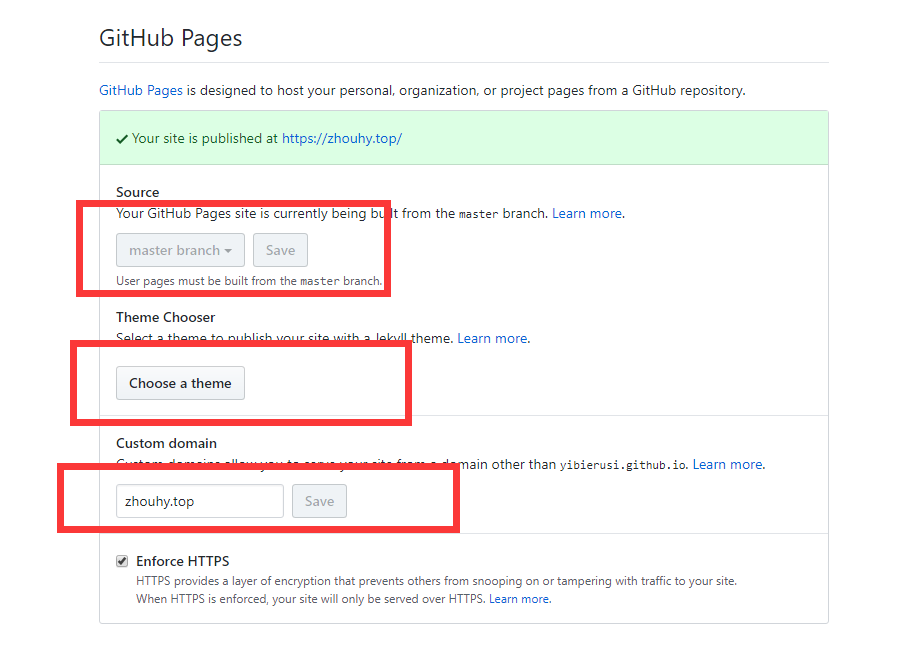 GitHub Pages
GitHub Pages is designed to host your personal, organization, or project pages from a GitHub repository.
Your site is published at https://zhouhy.top/
Source
Your GitHub Pages site is currently being built from the master branch. Learn more.
master branch Save
User pages must be built from the master branch.
Theme Chooser
Select a theme to publish your site with a Jekyll theme. Learn more.
Choose a theme
Custom domain
Custom domains allow you to serve your site from a domain other than yibierusi.github.io. Learn more.
zhouhy.top Save
Enforce HTTPS
HTTPS provides a layer of encryption that prevents others from snooping on or tampering with traffic to your site.
When HTTPS is enforced, your site will only be served over HTTPS. Learn more.